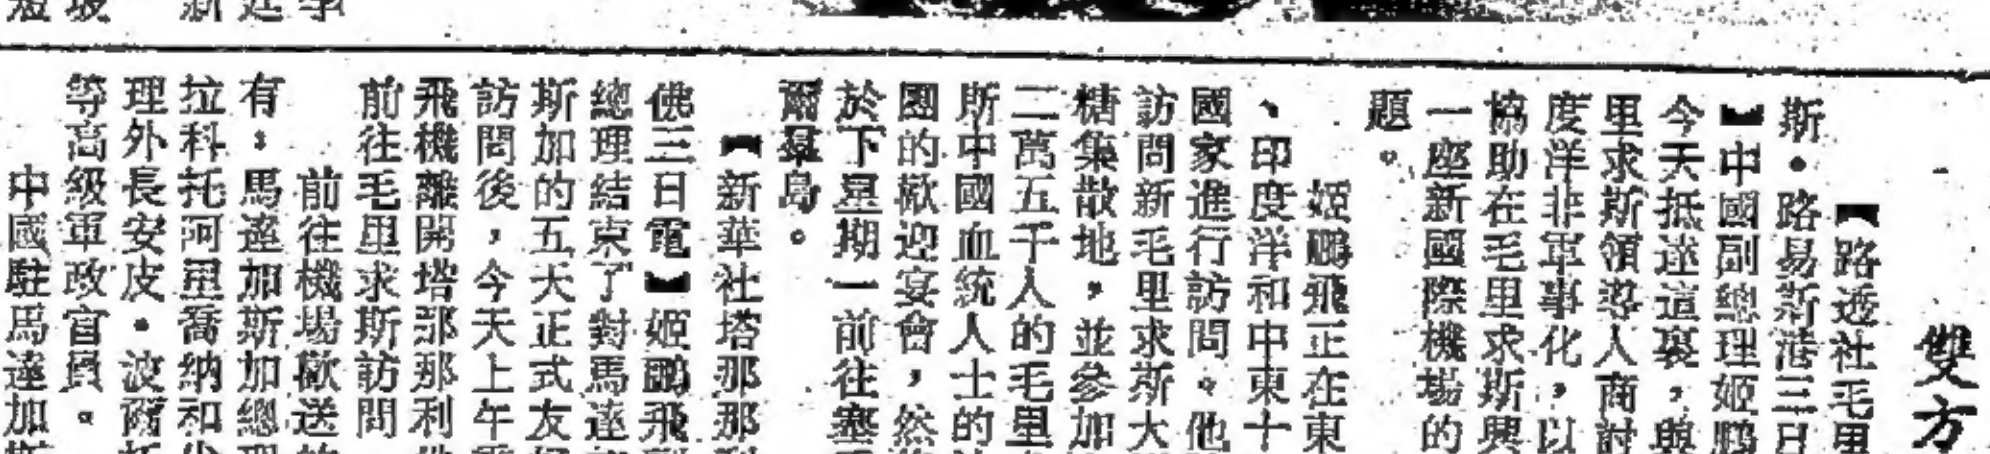 雙方
【路透社毛里
斯・路易斯港三日
】中國副總理姬鵬
今天抵達這裏，與
里求斯領導人商討
度洋非軍事化，以
協助在毛里求斯興
一座新國際機場的
題。
姬鵬飛正在東
、印度洋和中東十
國家進行訪問。他
訪問新毛里求斯大
糖集散地，並參加
二萬五千人的毛里
斯中國血統人士的
團的歡迎宴會，然
於下星期一前往塞
爾羣島。
【新華社塔那那
佛三日電】姬鵬飛
總理結束了對馬達
斯加的五天正式友
訪問後，今天上午
飛機離開塔那那利
前往毛里求斯訪問
前往機場歡送的
有：馬達加斯加總理
拉科托阿里喬納和
理外長安皮・波爾
等高級軍政官員。
中國駐馬達加